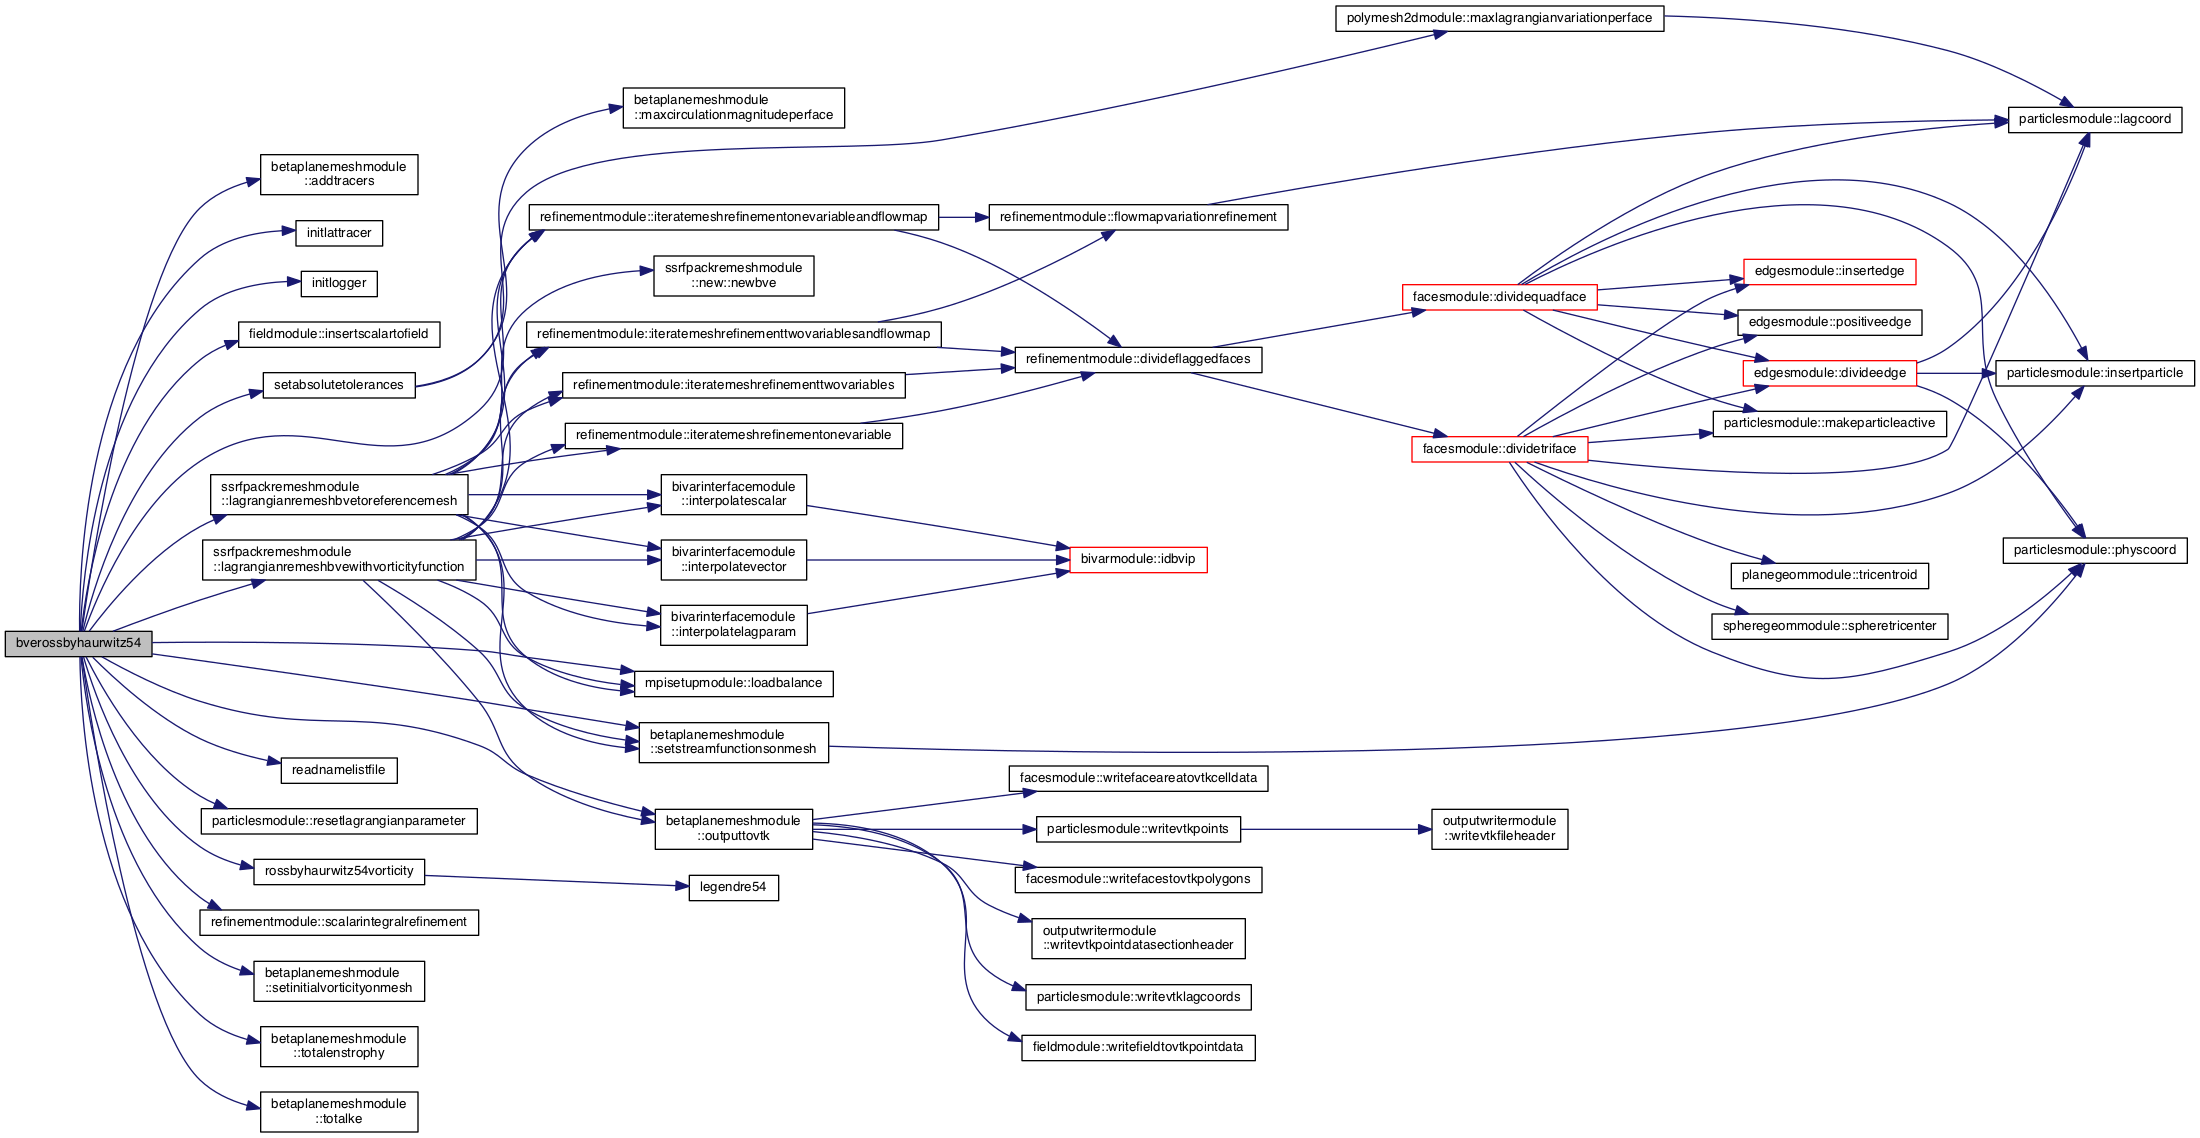 bverossbyhaurwitz54
betaplanemeshmodule
::addtracers
initlattracer
initlogger
fieldmodule::insertscalartofield
setabsolutetolerances
ssrfpackremeshmodule
::lagrangianremeshbvetoreferencemesh
ssrfpackremeshmodule
::lagrangianremeshbvewithvorticityfunction
readnamelistfile
particlesmodule::resetlagrangianparameter
rossbyhaurwitz54vorticity
refinementmodule::scalarintegralrefinement
betaplanemeshmodule
::setinitialvorticityonmesh
betaplanemeshmodule
::totalenstrophy
betaplanemeshmodule
::totalke
betaplanemeshmodule
::maxcirculationmagnitudeperface
refinementmodule::iteratemeshrefinementonevariableandflowmap
ssrfpackremeshmodule
::new::newbve
refinementmodule::iteratemeshrefinementtwovariablesandflowmap
refinementmodule::iteratemeshrefinementtwovariables
refinementmodule::iteratemeshrefinementonevariable
bivarinterfacemodule
::interpolatescalar
bivarinterfacemodule
::interpolatevector
bivarinterfacemodule
::interpolatelagparam
mpisetupmodule::loadbalance
betaplanemeshmodule
::setstreamfunctionsonmesh
betaplanemeshmodule
::outputtovtk
legendre54
refinementmodule::flowmapvariationrefinement
refinementmodule::divideflaggedfaces
bivarmodule::idbvip
facesmodule::writefaceareatovtkcelldata
particlesmodule::writevtkpoints
facesmodule::writefacestovtkpolygons
outputwritermodule
::writevtkpointdatasectionheader
particlesmodule::writevtklagcoords
fieldmodule::writefieldtovtkpointdata
polymesh2dmodule::maxlagrangianvariationperface
facesmodule::dividequadface
facesmodule::dividetriface
outputwritermodule
::writevtkfileheader
edgesmodule::insertedge
edgesmodule::positiveedge
edgesmodule::divideedge
particlesmodule::makeparticleactive
planegeommodule::tricentroid
spheregeommodule::spheretricenter
particlesmodule::lagcoord
particlesmodule::insertparticle
particlesmodule::physcoord